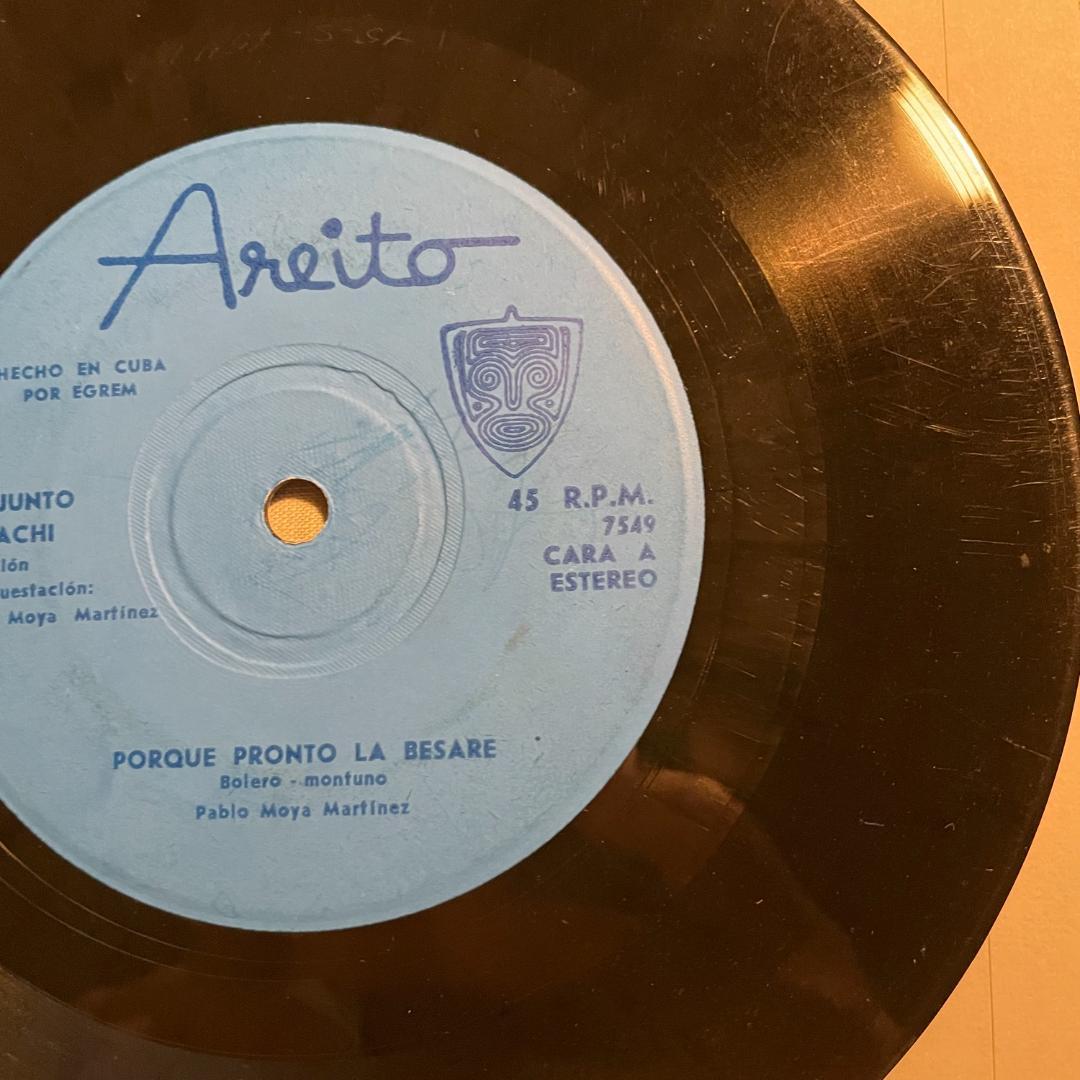 Areito
HECHO EN CUBA
POR EGREM
45 R.P.M.
7549
CARA A
ESTEREO
JUNTO
ACHI
lón
uestación:
Moya Martínez
PORQUE PRONTO LA BESARE
Bolero - montuno
Pablo Moya Martínez